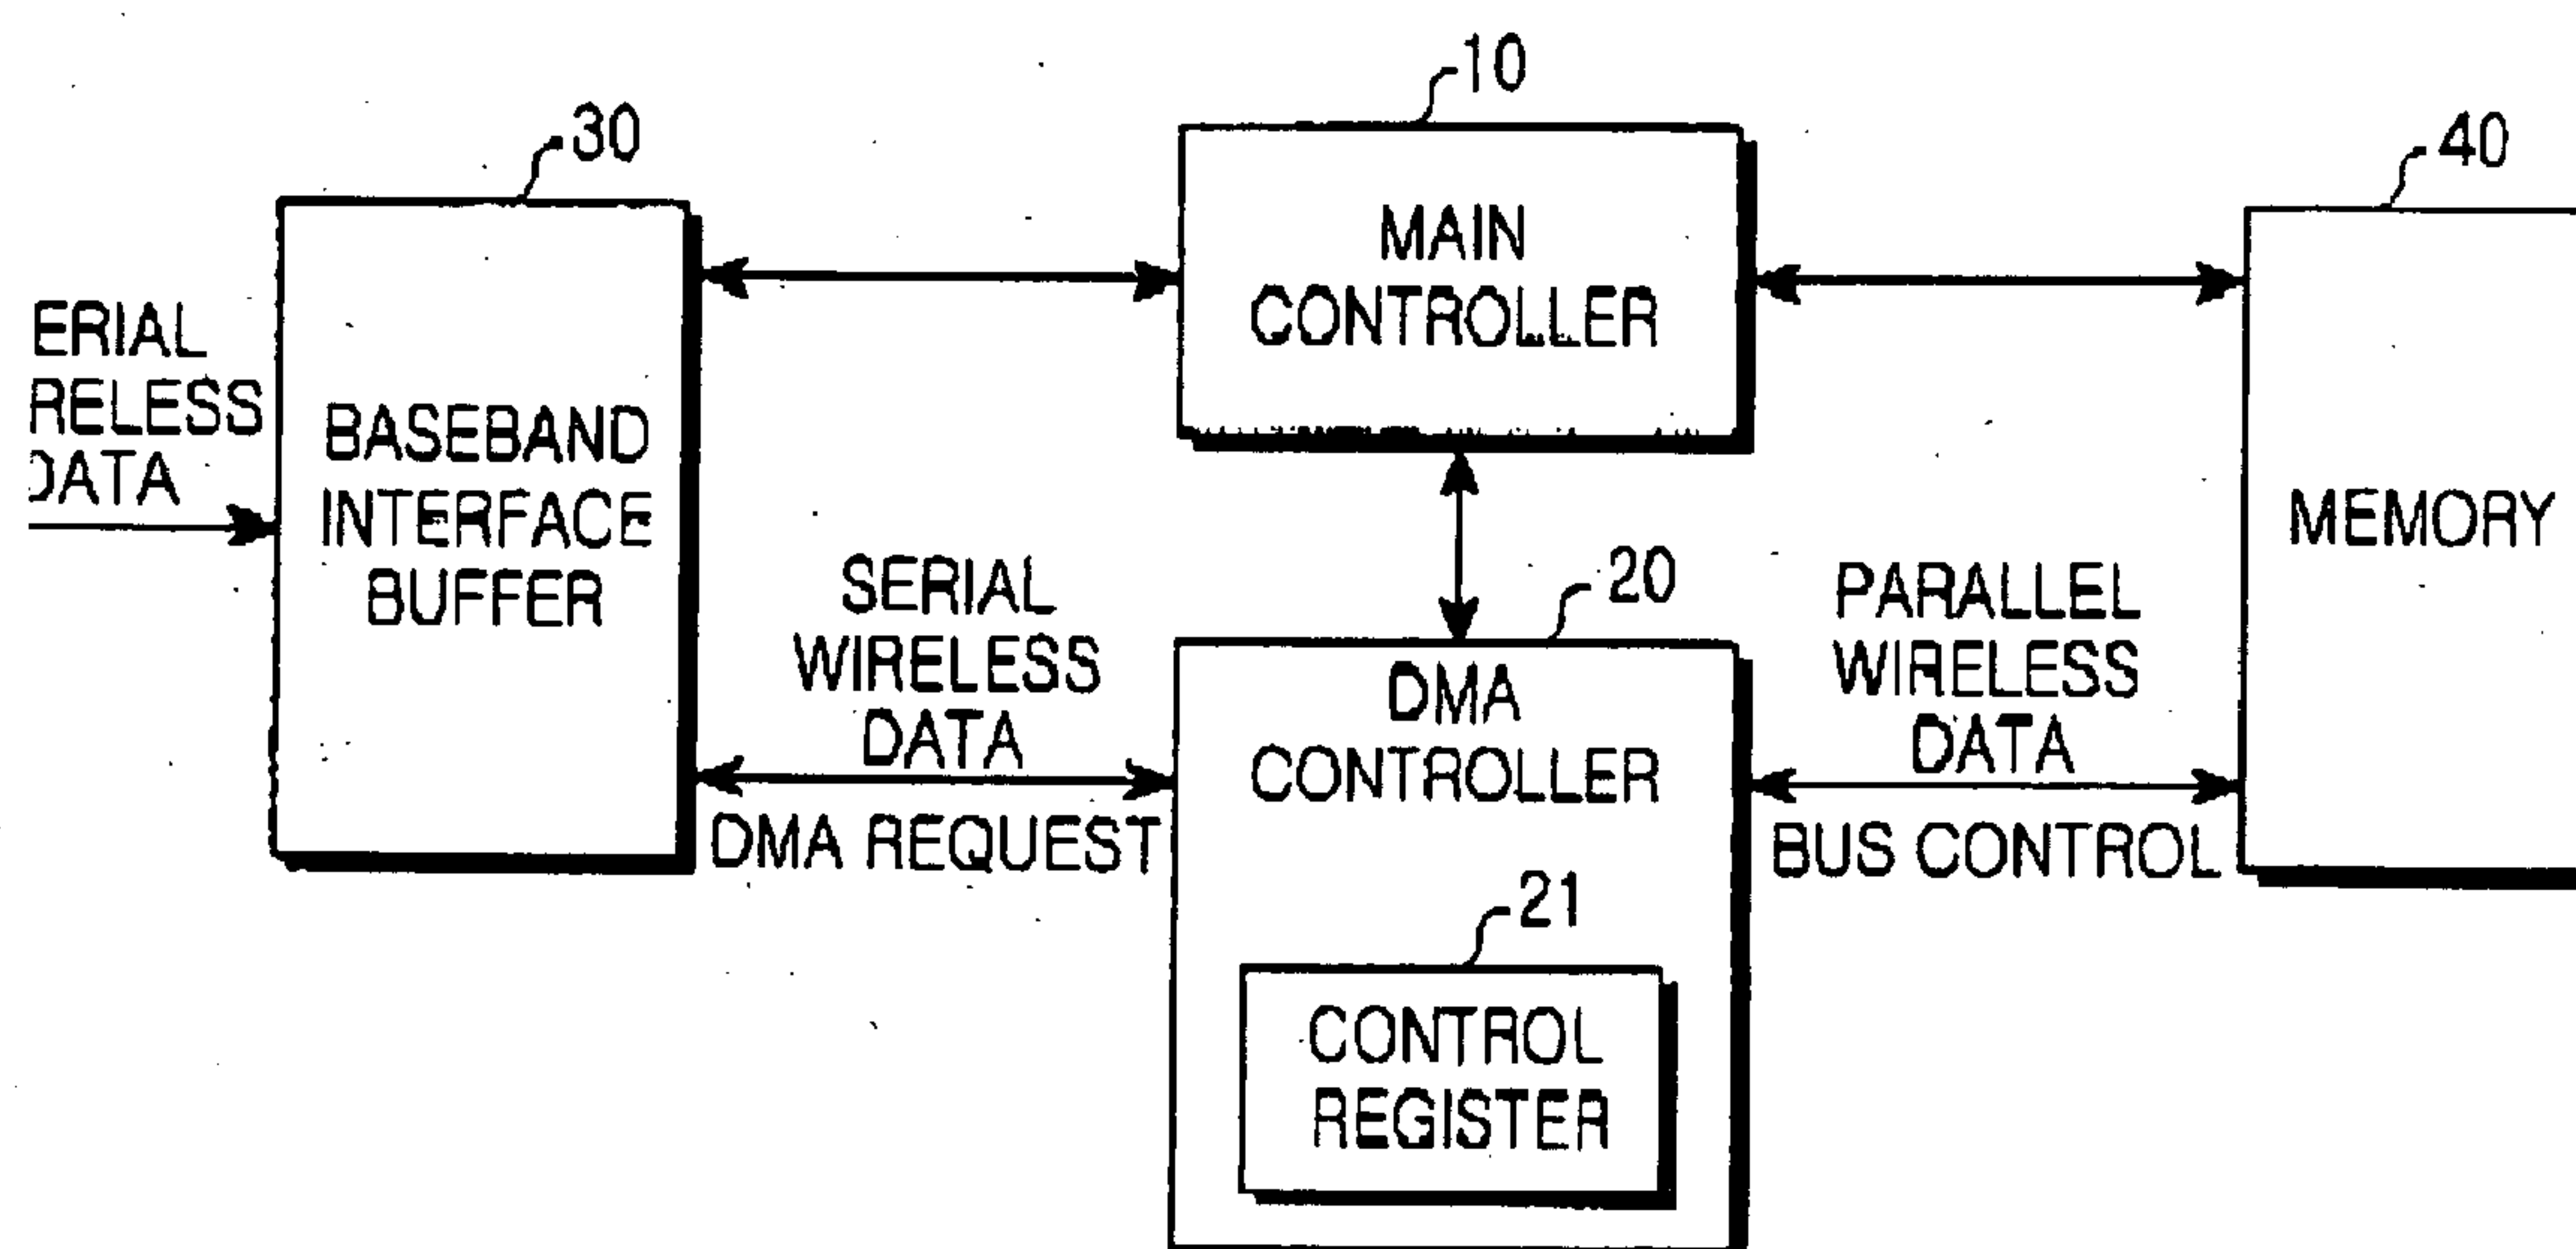 10
30
40
MAIN
CONTROLLER
ERIAL
RELESS
DATA
BASEBAND
INTERFACE
BUFFER
MEMORY
SERIAL
WIRELESS
DATA
DMA REQUEST
20
DMA
CONTROLLER
PARALLEL
WIRELESS
DATA
BUS CONTROL
21
CONTROL
REGISTER